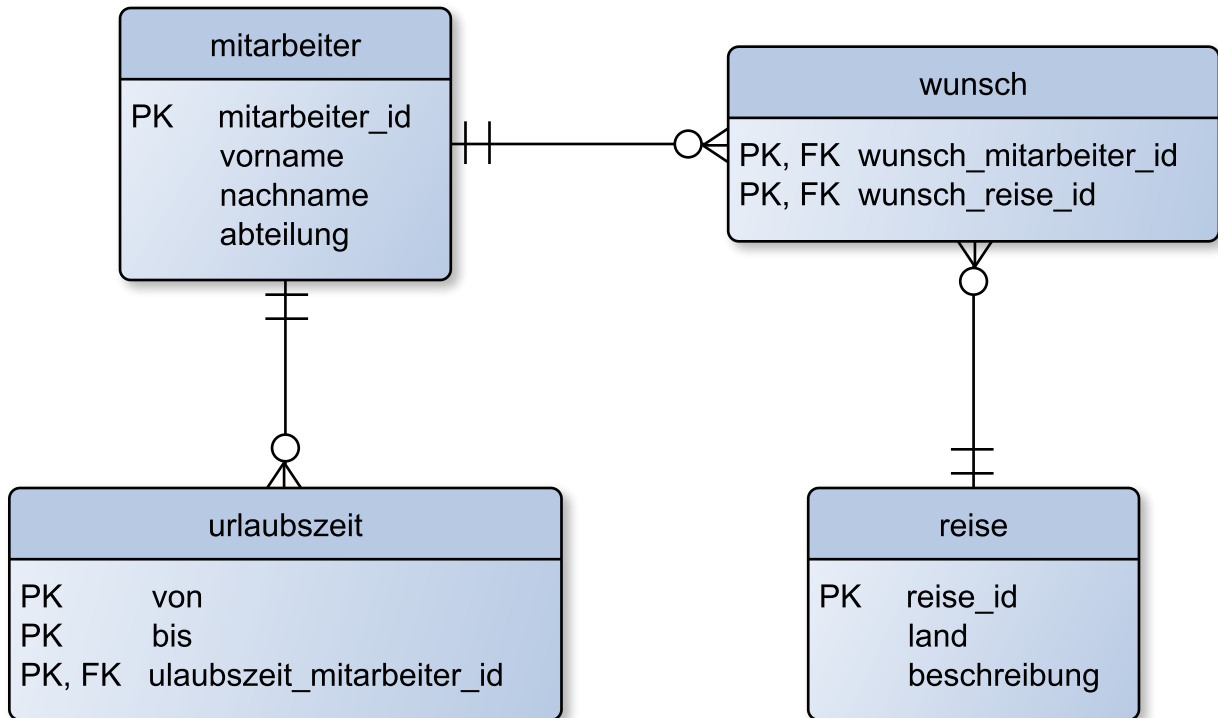 mitarbeiter
PK mitarbeiter_id
vorname
nachname
abteilung
wunsch
PK, FK wunsch_mitarbeiter_id
PK, FK wunsch_reise_id
urlaubszeit
PK von
PK bis
PK, FK ulaubszeit_mitarbeiter_id
reise
PK reise_id
land
beschreibung